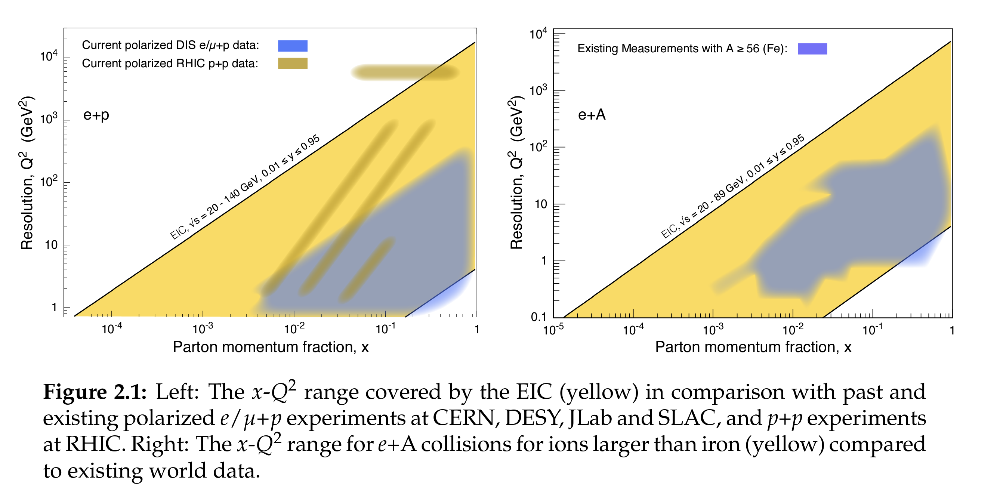 Current polarized DIS e/μ+p data:
Current polarized RHIC p+p data:
e+p
EIC, √s = 20 - 140 GeV, 0.01 ≤ y ≤ 0.95
Resolution, Q² (GeV²)
10⁴
10³
10²
10
1
10⁻⁴
10⁻³
10⁻²
10⁻¹
1
Parton momentum fraction, x
Existing Measurements with A ≥ 56 (Fe):
e+A
EIC, √s = 20 - 89 GeV, 0.01 ≤ y ≤ 0.95
Resolution, Q² (GeV²)
10⁴
10³
10²
10
1
0.1
10⁻⁵
10⁻⁴
10⁻³
10⁻²
10⁻¹
1
Parton momentum fraction, x
Figure 2.1: Left: The x-Q² range covered by the EIC (yellow) in comparison with past and
existing polarized e/μ+p experiments at CERN, DESY, JLab and SLAC, and p+p experiments
at RHIC. Right: The x-Q² range for e+A collisions for ions larger than iron (yellow) compared
to existing world data.